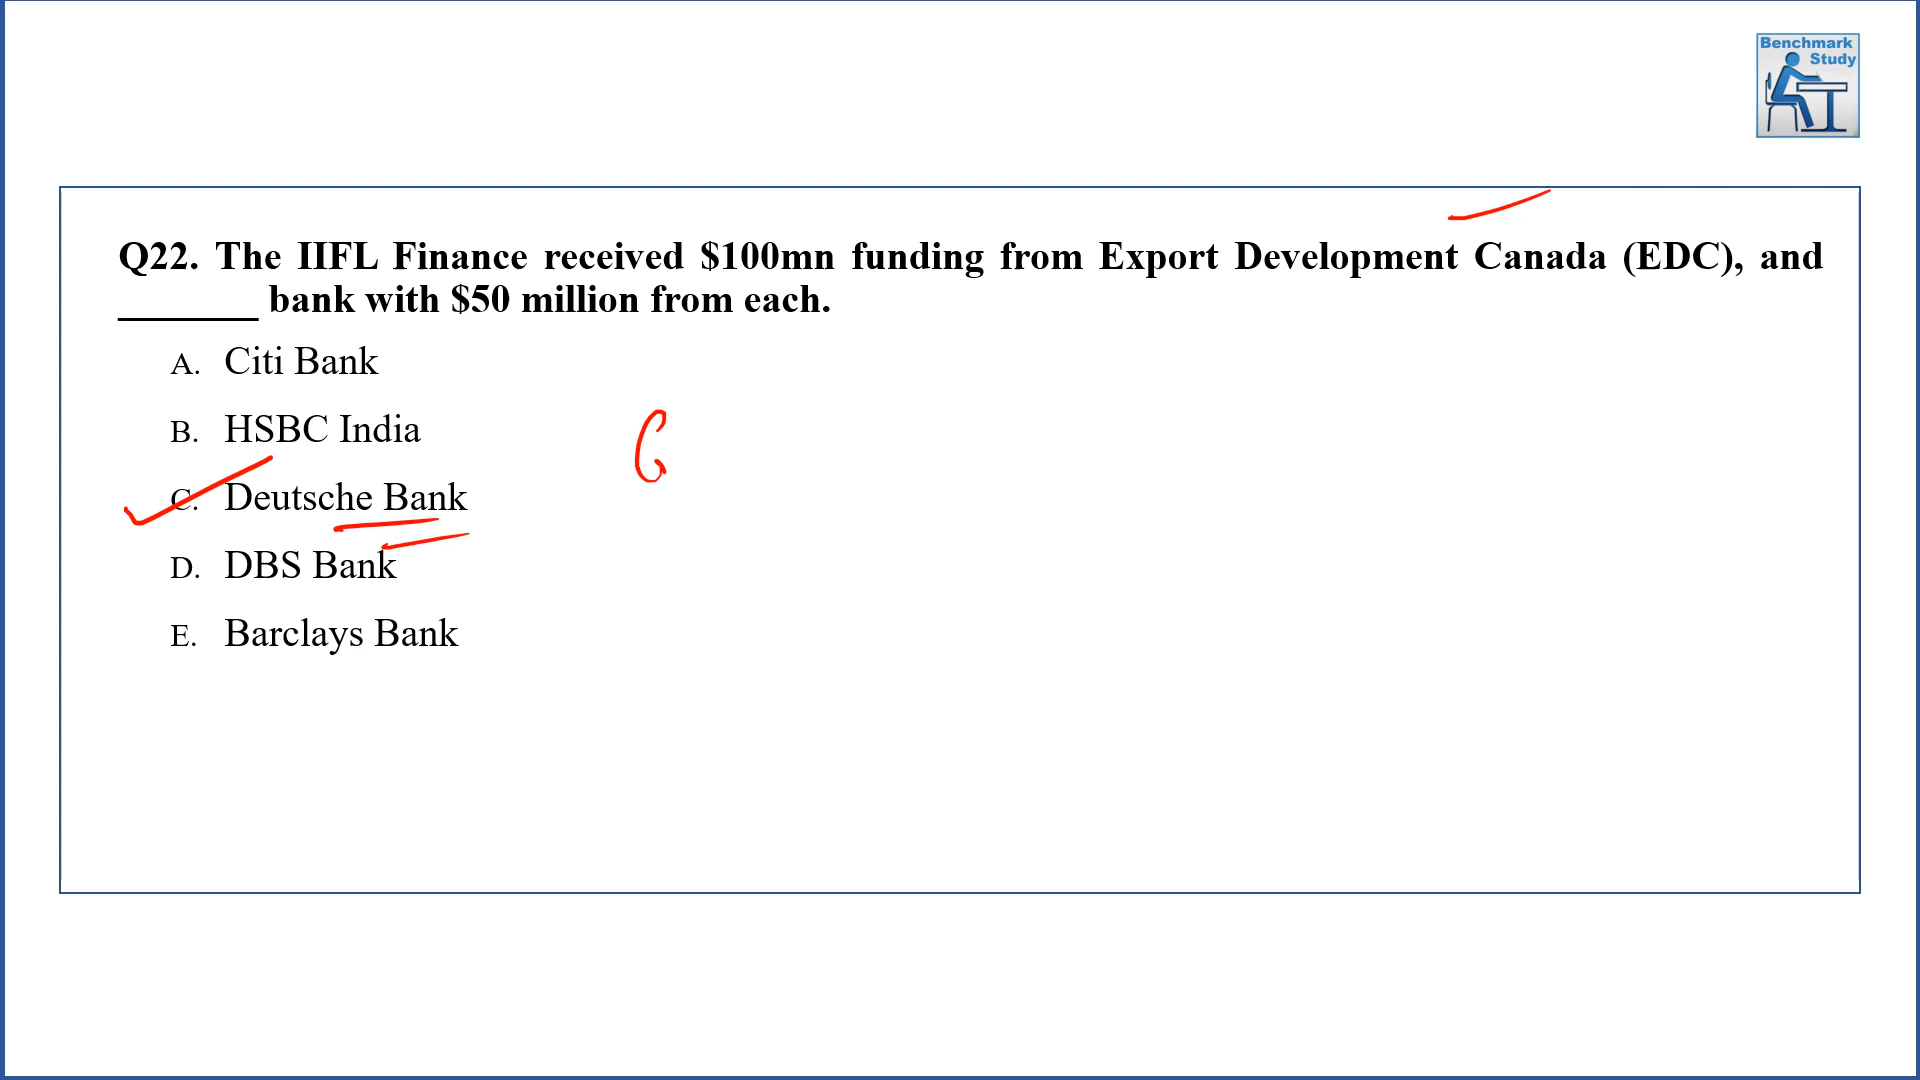 Benchmark
Study
Q22. The IIFL Finance received $100mn funding from Export Development Canada (EDC), and
_______ bank with $50 million from each.
A. Citi Bank
B. HSBC India
C. Deutsche Bank
D. DBS Bank
E. Barclays Bank